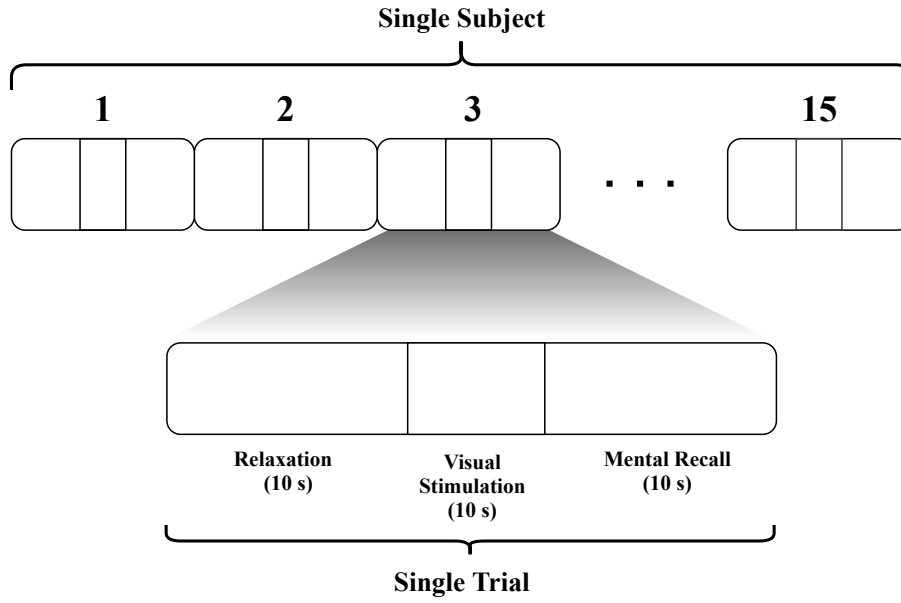 Single Subject
1 2 3 . . . 15
Relaxation
(10 s)
Visual
Stimulation
(10 s)
Mental Recall
(10 s)
Single Trial